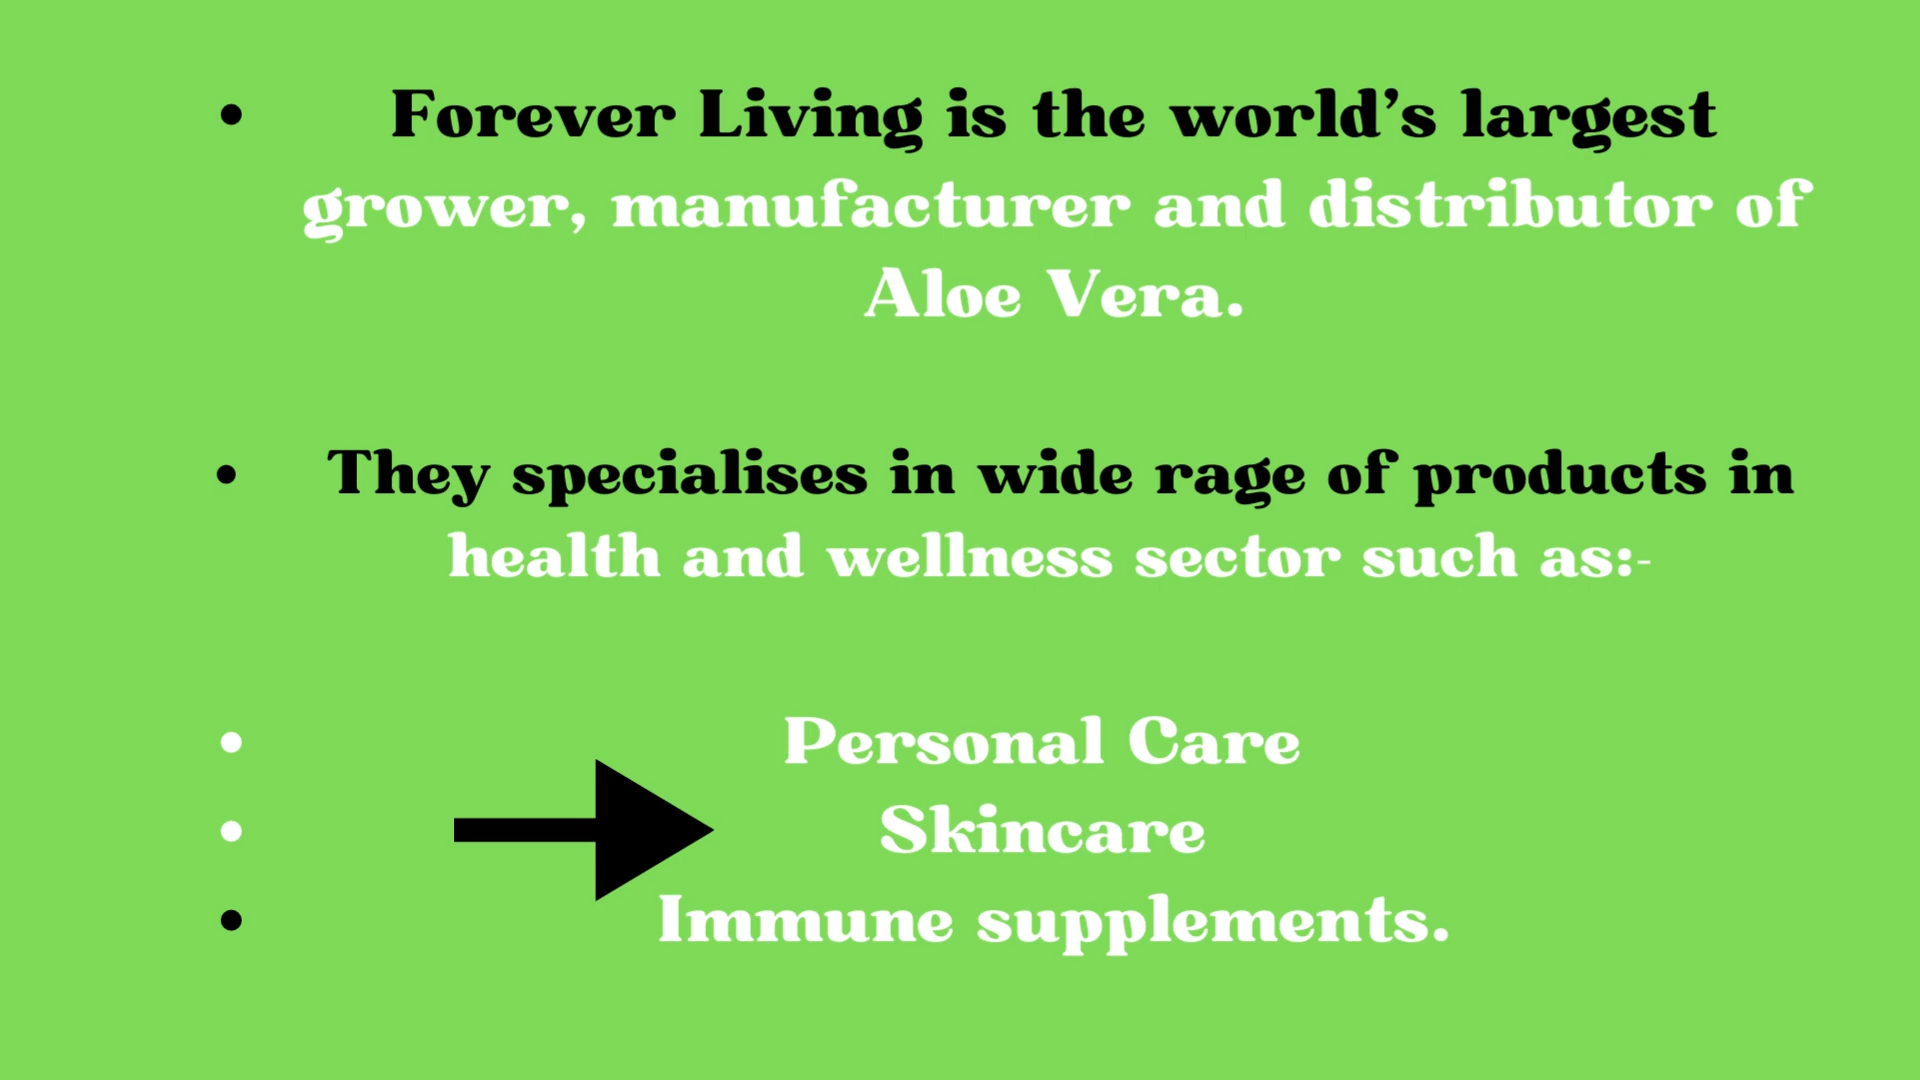 • Forever Living is the world’s largest
grower, manufacturer and distributor of
Aloe Vera.
• They specialises in wide rage of products in
health and wellness sector such as:-
• Personal Care
• Skincare
• Immune supplements.